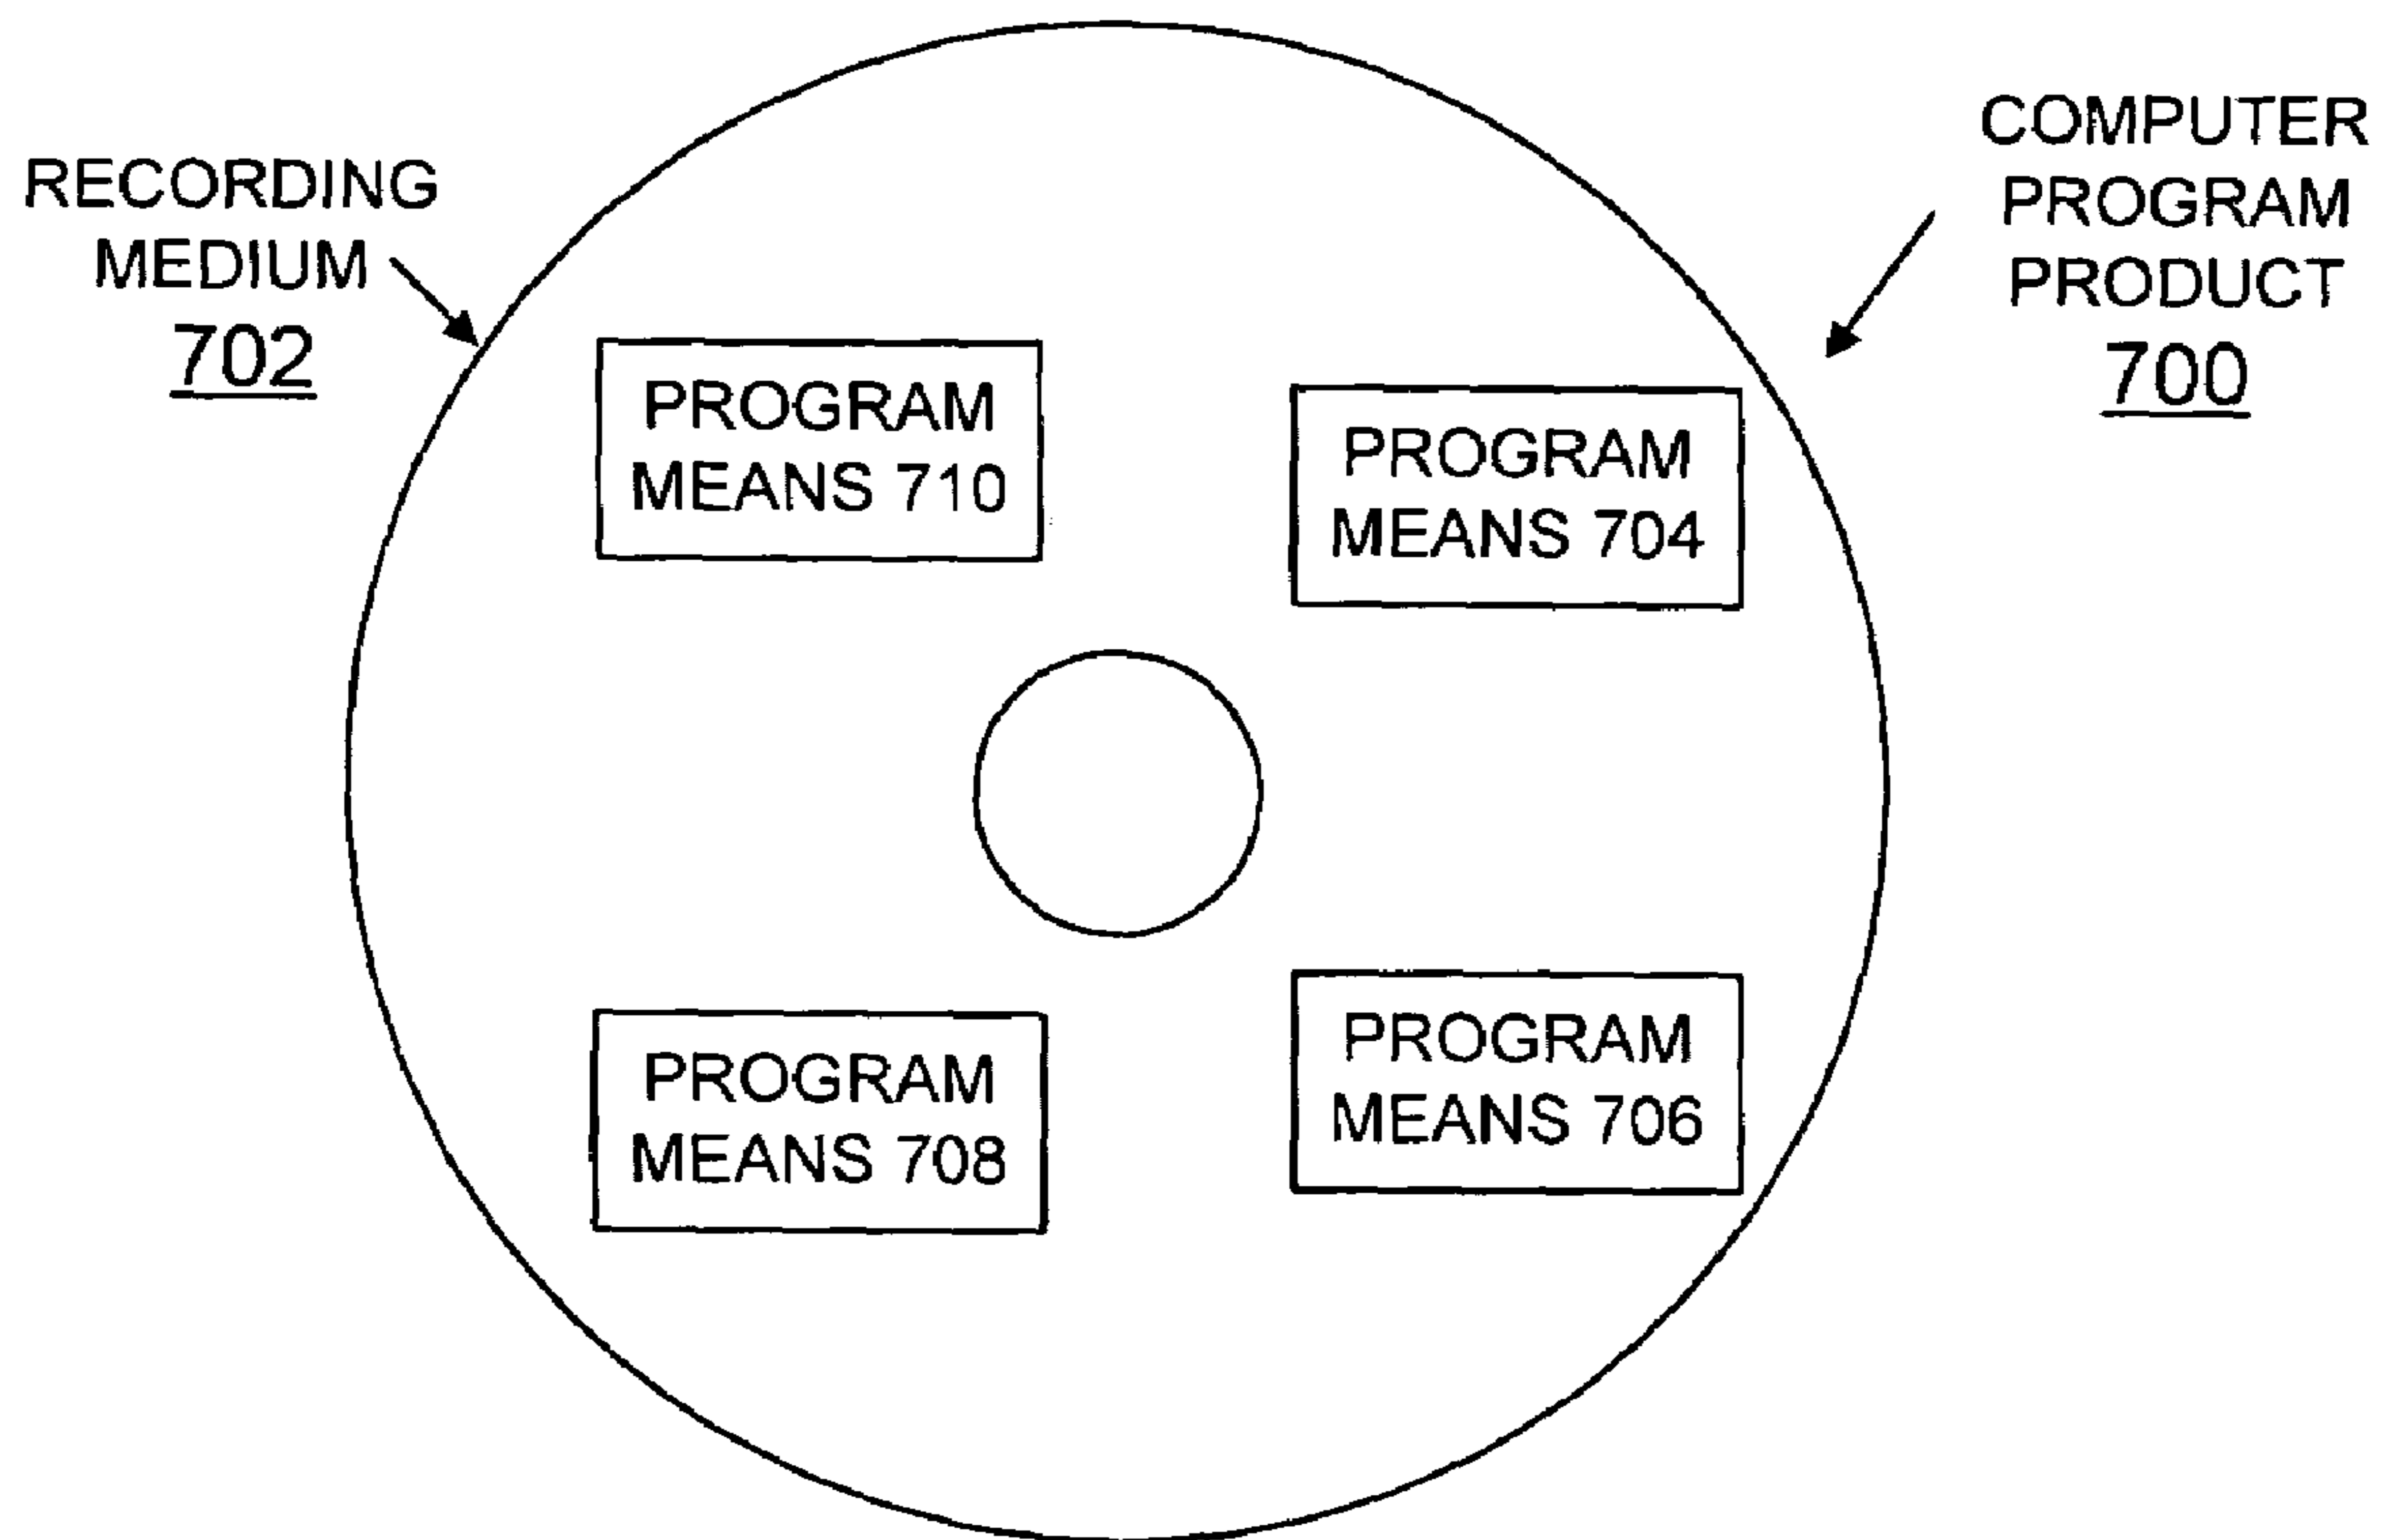 RECORDING
MEDIUM
702
COMPUTER
PROGRAM
PRODUCT
700
PROGRAM
MEANS 710
PROGRAM
MEANS 704
PROGRAM
MEANS 708
PROGRAM
MEANS 706